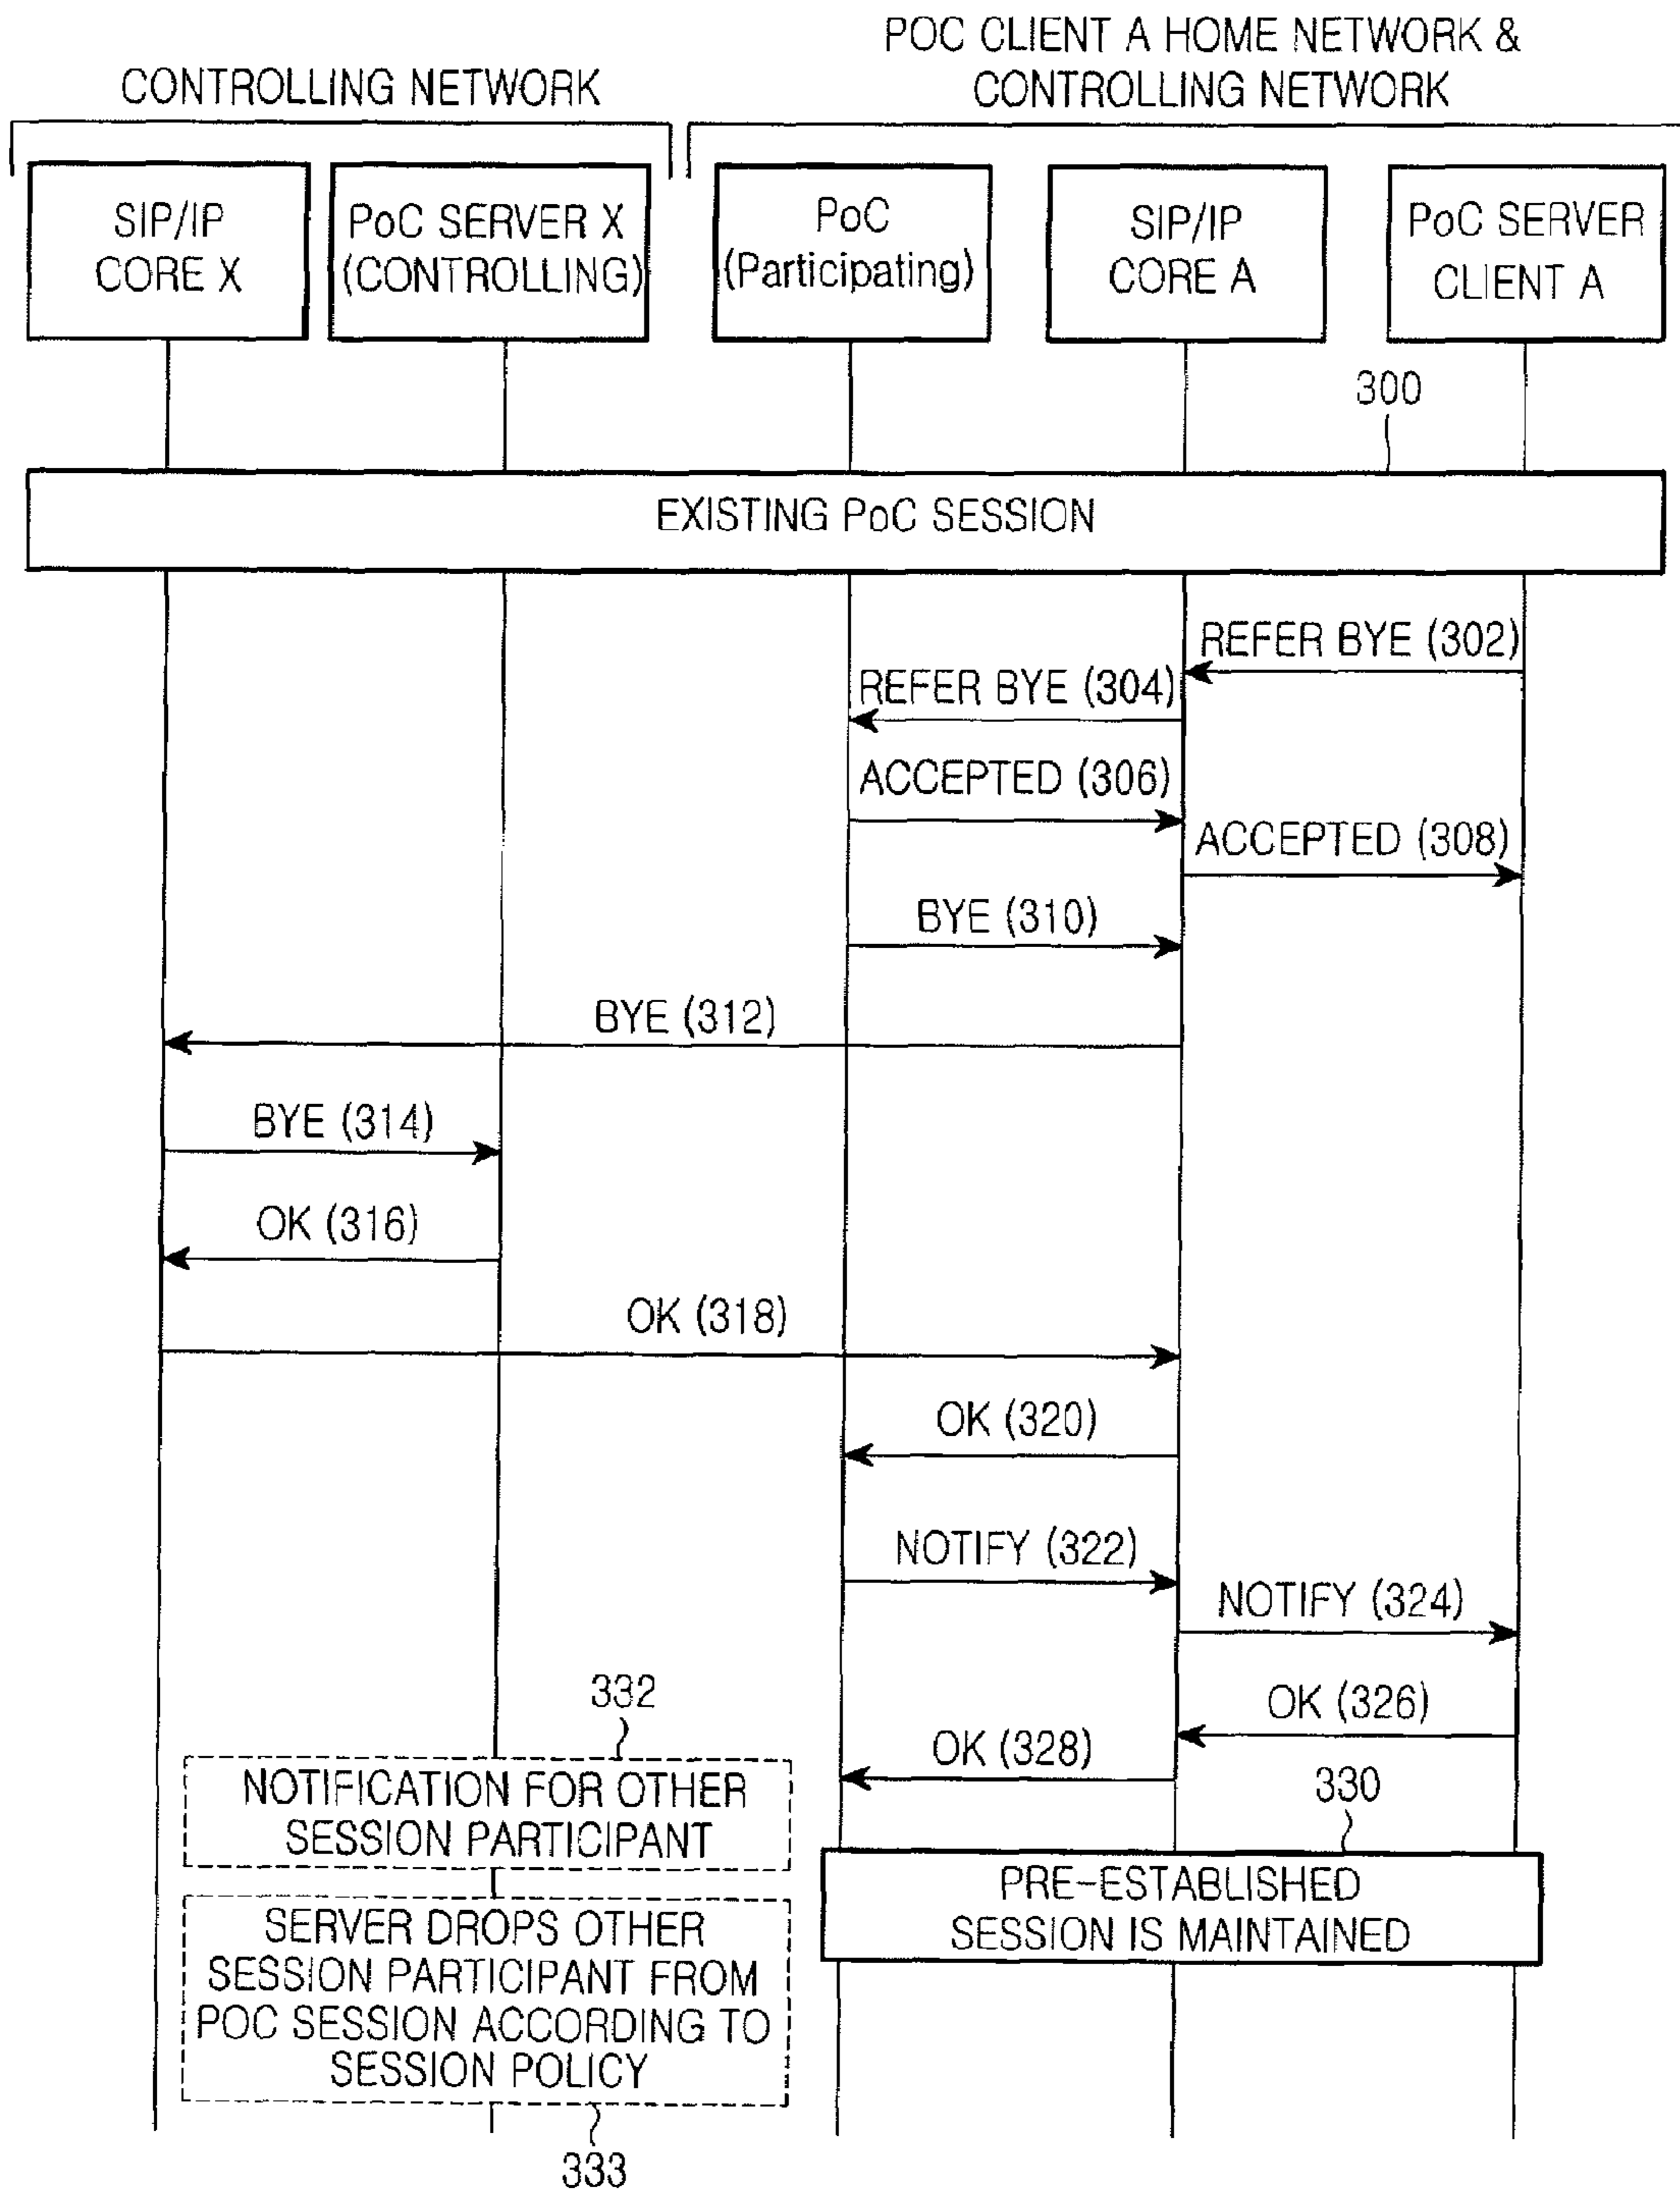 POC CLIENT A HOME NETWORK &
CONTROLLING NETWORK
CONTROLLING NETWORK
SIP/IP
CORE X
PoC SERVER X
(CONTROLLING)
PoC
(Participating)
SIP/IP
CORE A
PoC SERVER
CLIENT A
300
EXISTING PoC SESSION
REFER BYE (302)
REFER BYE (304)
ACCEPTED (306)
ACCEPTED (308)
BYE (310)
BYE (312)
BYE (314)
OK (316)
OK (318)
OK (320)
NOTIFY (322)
NOTIFY (324)
OK (326)
OK (328)
332
NOTIFICATION FOR OTHER
SESSION PARTICIPANT
330
PRE-ESTABLISHED
SESSION IS MAINTAINED
SERVER DROPS OTHER
SESSION PARTICIPANT FROM
POC SESSION ACCORDING TO
SESSION POLICY
333